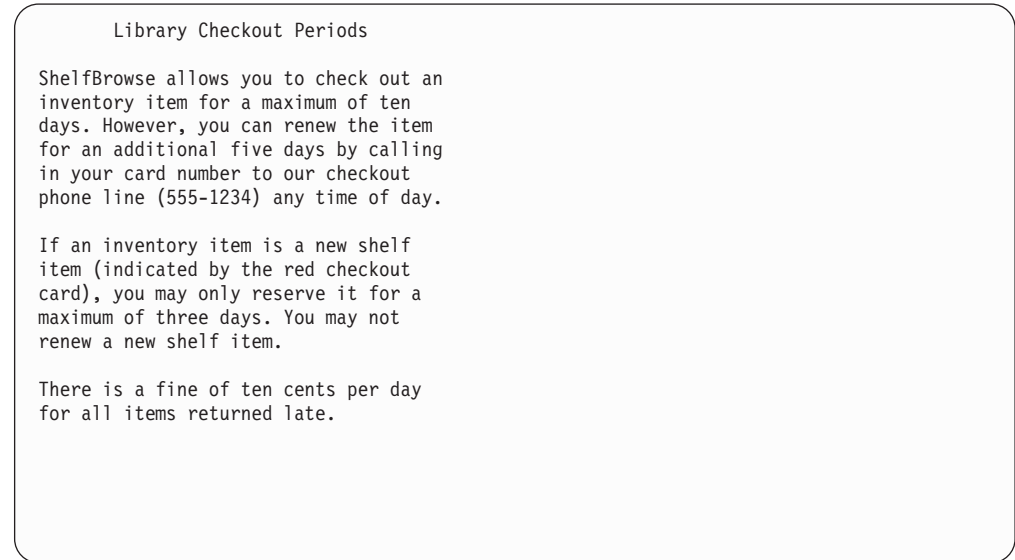 Library Checkout Periods
ShelfBrowse allows you to check out an
inventory item for a maximum of ten
days. However, you can renew the item
for an additional five days by calling
in your card number to our checkout
phone line (555-1234) any time of day.
If an inventory item is a new shelf
item (indicated by the red checkout
card), you may only reserve it for a
maximum of three days. You may not
renew a new shelf item.
There is a fine of ten cents per day
for all items returned late.